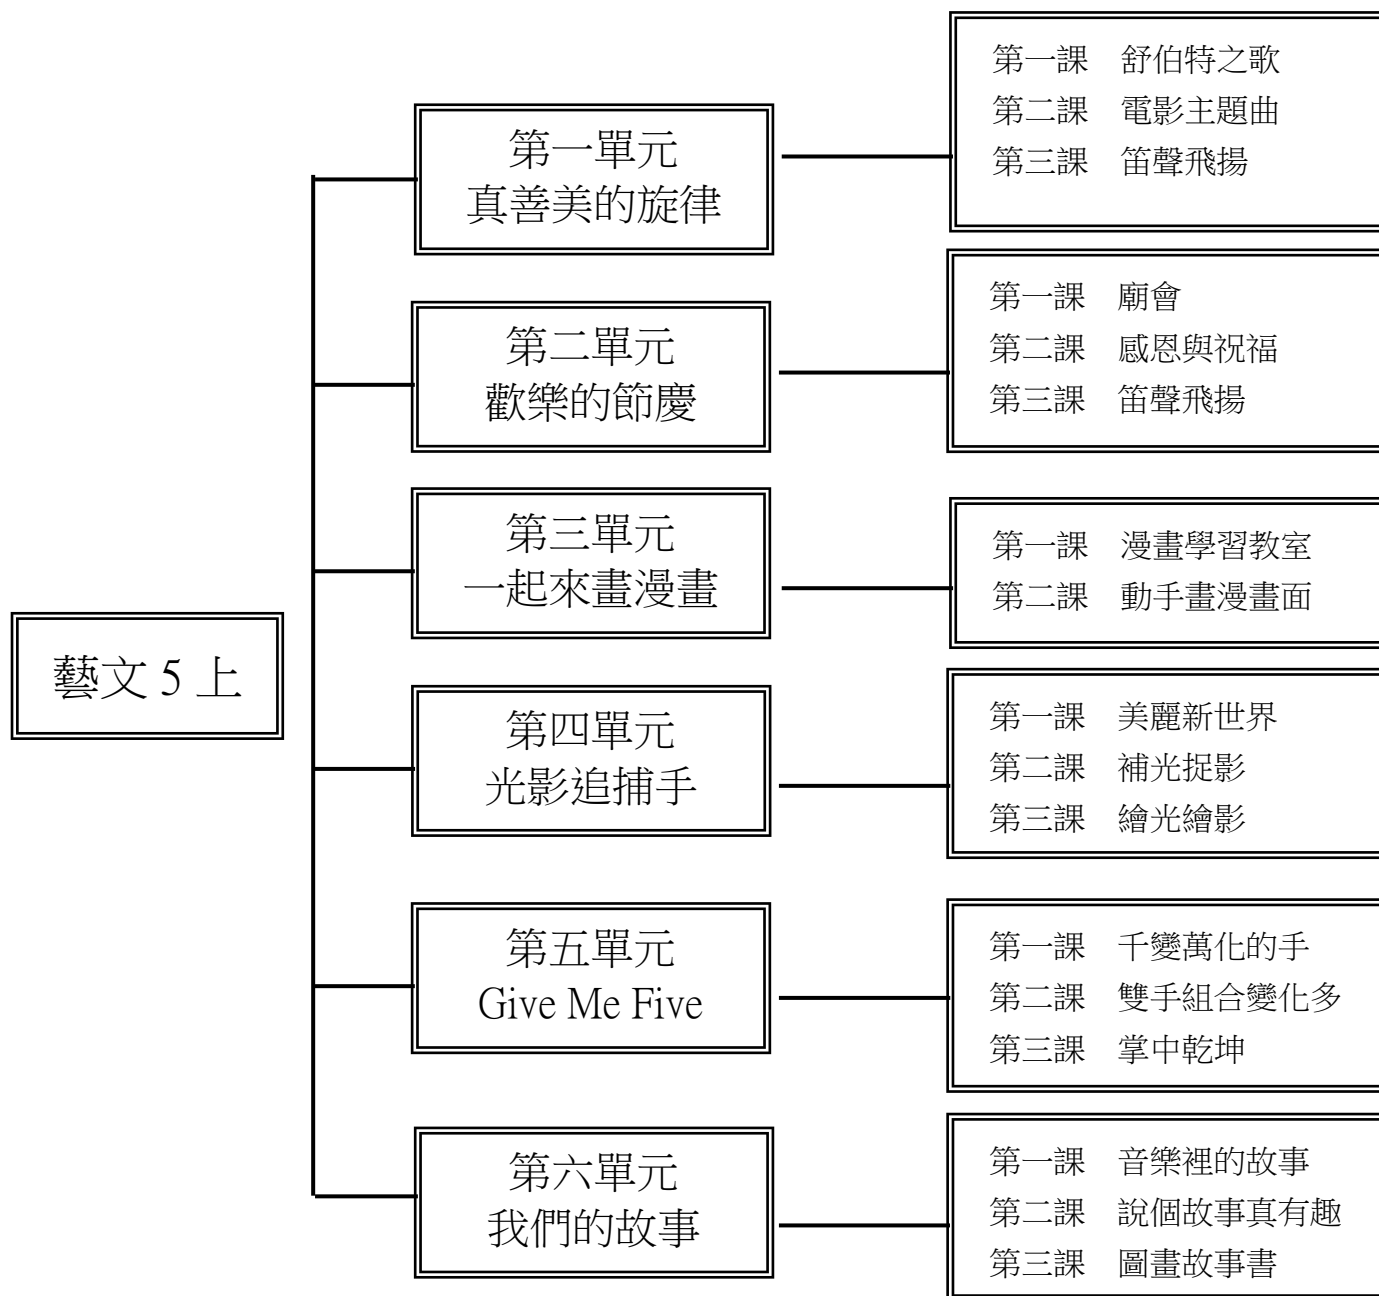 藝文 5 上
第一單元
真善美的旋律
第一課　舒伯特之歌
第二課　電影主題曲
第三課　笛聲飛揚
第二單元
歡樂的節慶
第一課　廟會
第二課　感恩與祝福
第三課　笛聲飛揚
第三單元
一起來畫漫畫
第一課　漫畫學習教室
第二課　動手畫漫畫面
第四單元
光影追捕手
第一課　美麗新世界
第二課　補光捉影
第三課　繪光繪影
第五單元
Give Me Five
第一課　千變萬化的手
第二課　雙手組合變化多
第三課　掌中乾坤
第六單元
我們的故事
第一課　音樂裡的故事
第二課　說個故事真有趣
第三課　圖畫故事書